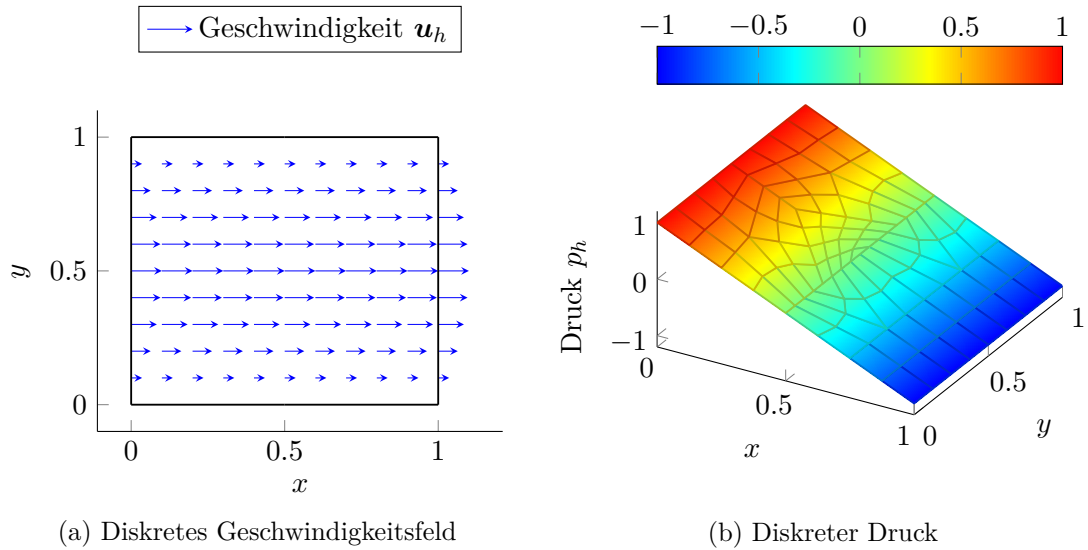 Geschwindigkeit u_h
1
0.5
0
y
0 0.5 1
x
(a) Diskretes Geschwindigkeitsfeld
−1 −0.5 0 0.5 1
1
0
−1
Druck p_h
0 0.5 1
x
0 0.5 1
y
(b) Diskreter Druck